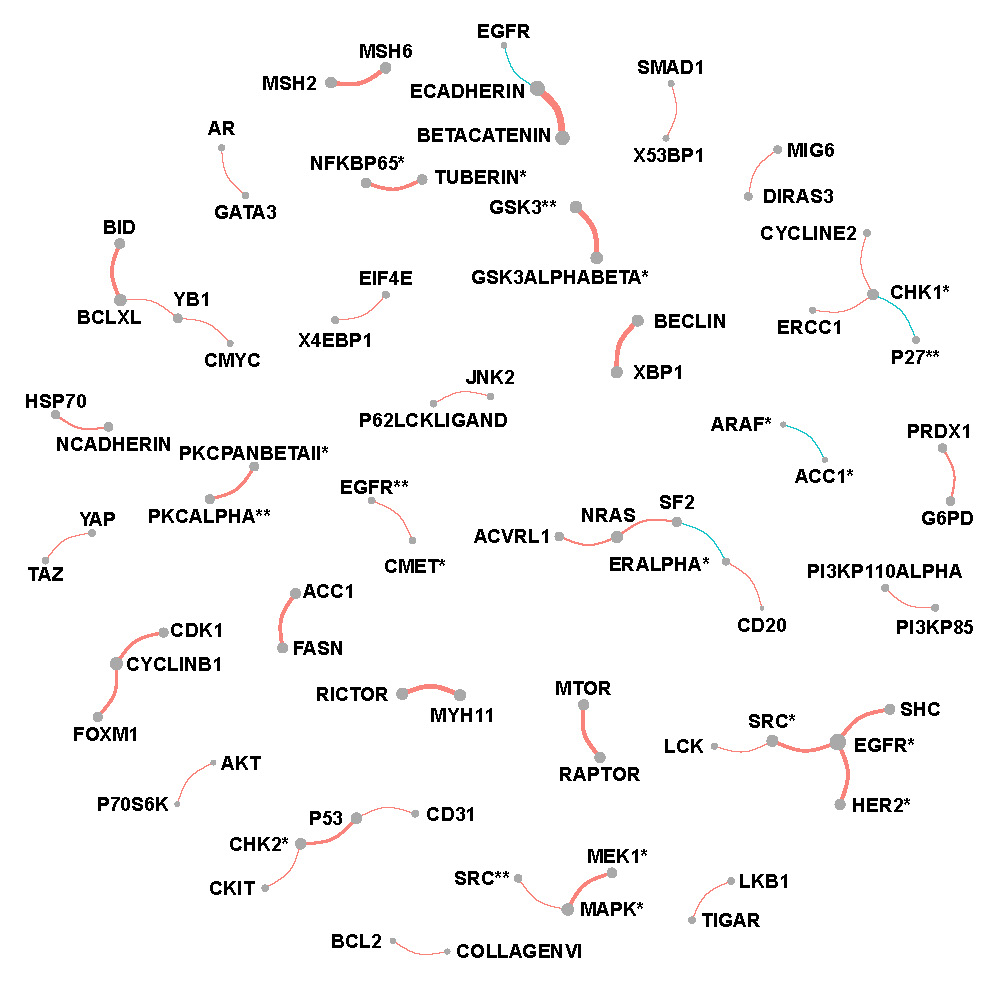 EGFR
MSH6
MSH2
ECADHERIN
SMAD1
AR
BETACATENIN
X53BP1
MIG6
NFKBP65*
TUBERIN*
DIRAS3
GATA3
GSK3**
BID
CYCLINE2
GSK3ALPHABETA*
EIF4E
CHK1*
YB1
BCLXL
BECLIN
ERCC1
X4EBP1
CMYC
P27**
XBP1
JNK2
HSP70
P62LCKLIGAND
ARAF*
PRDX1
NCADHERIN
PKCPANBETAII*
ACC1*
EGFR**
SF2
PKCALPHA**
NRAS
YAP
G6PD
ACVRL1
CMET*
ERALPHA*
TAZ
PI3KP110ALPHA
ACC1
CD20
PI3KP85
CDK1
FASN
CYCLINB1
MTOR
RICTOR
SHC
MYH11
SRC*
FOXM1
LCK
EGFR*
AKT
RAPTOR
P70S6K
HER2*
P53
CD31
CHK2*
MEK1*
SRC**
LKB1
CKIT
MAPK*
TIGAR
BCL2
COLLAGENVI